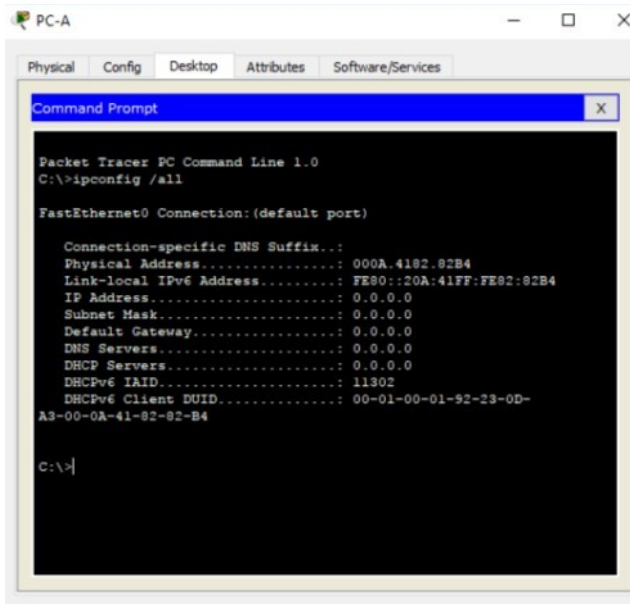 PC-A
Physical Config Desktop Attributes Software/Services
Command Prompt X
Packet Tracer PC Command Line 1.0
C:\>ipconfig /all
FastEthernet0 Connection:(default port)
Connection-specific DNS Suffix..:
Physical Address................: 000A.4182.82B4
Link-local IPv6 Address.........: FE80::20A:41FF:FE82:82B4
IP Address......................: 0.0.0.0
Subnet Mask.....................: 0.0.0.0
Default Gateway.................: 0.0.0.0
DNS Servers.....................: 0.0.0.0
DHCP Servers....................: 0.0.0.0
DHCPv6 IAID.....................: 11302
DHCPv6 Client DUID..............: 00-01-00-01-92-23-0D-
A3-00-0A-41-82-82-B4
C:\>